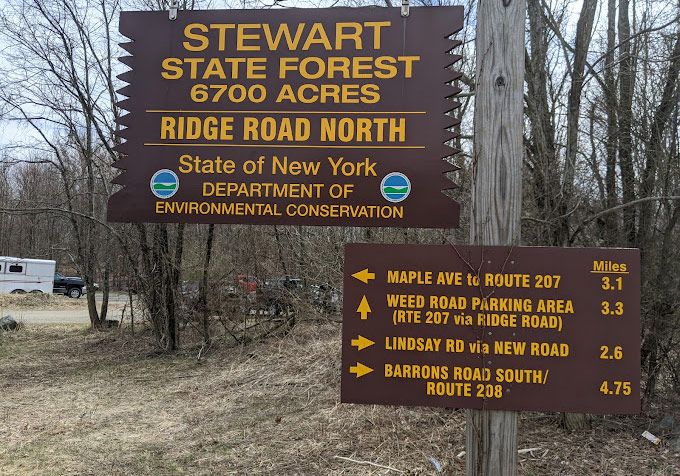 STEWART
STATE FOREST
6700 ACRES
RIDGE ROAD NORTH
State of New York
DEPARTMENT OF
ENVIRONMENTAL CONSERVATION
Miles
MAPLE AVE to ROUTE 207 3.1
WEED ROAD PARKING AREA 3.3
(RTE 207 via RIDGE ROAD)
LINDSAY RD via NEW ROAD 2.6
BARRONS ROAD SOUTH/
ROUTE 208 4.75